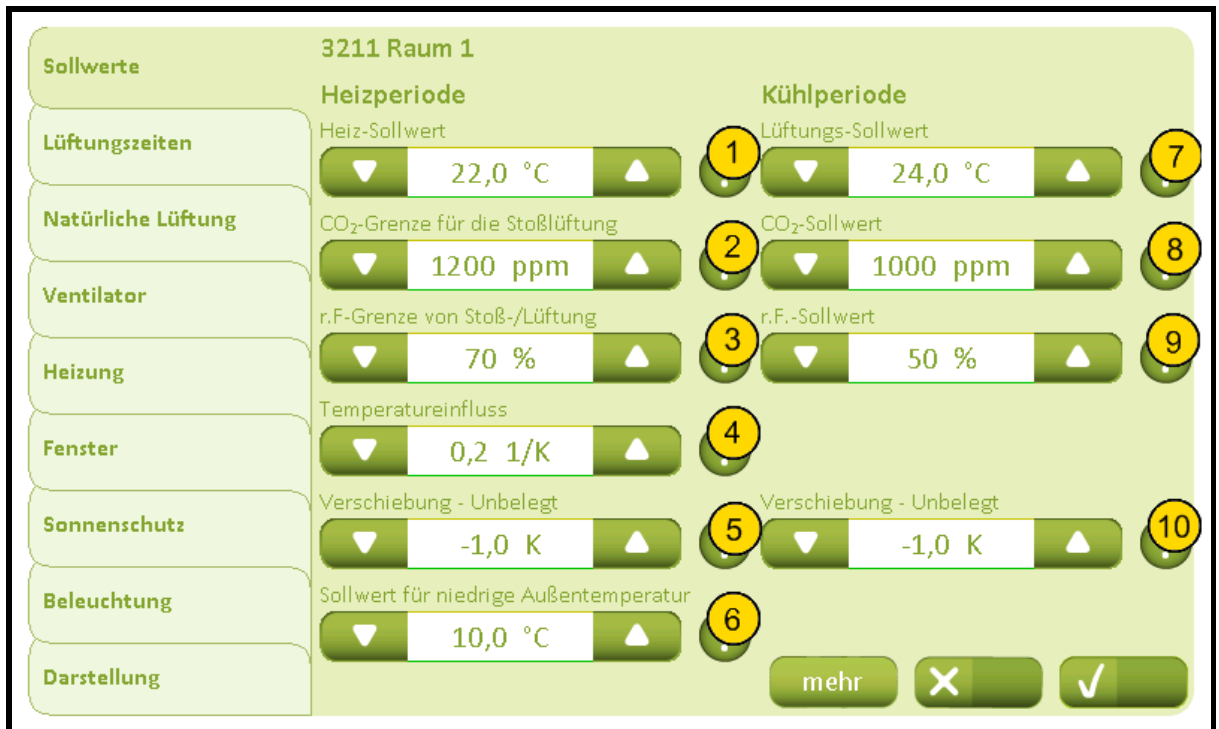 Sollwerte
Lüftungszeiten
Natürliche Lüftung
Ventilator
Heizung
Fenster
Sonnenschutz
Beleuchtung
Darstellung
3211 Raum 1
Heizperiode
Heiz-Sollwert
22,0 °C
1
CO₂-Grenze für die Stoßlüftung
1200 ppm
2
r.F-Grenze von Stoß-/Lüftung
70 %
3
Temperatureinfluss
0,2 1/K
4
Verschiebung - Unbelegt
-1,0 K
5
Sollwert für niedrige Außentemperatur
10,0 °C
6
Kühlperiode
Lüftungs-Sollwert
24,0 °C
7
CO₂-Sollwert
1000 ppm
8
r.F.-Sollwert
50 %
9
Verschiebung - Unbelegt
-1,0 K
10
mehr